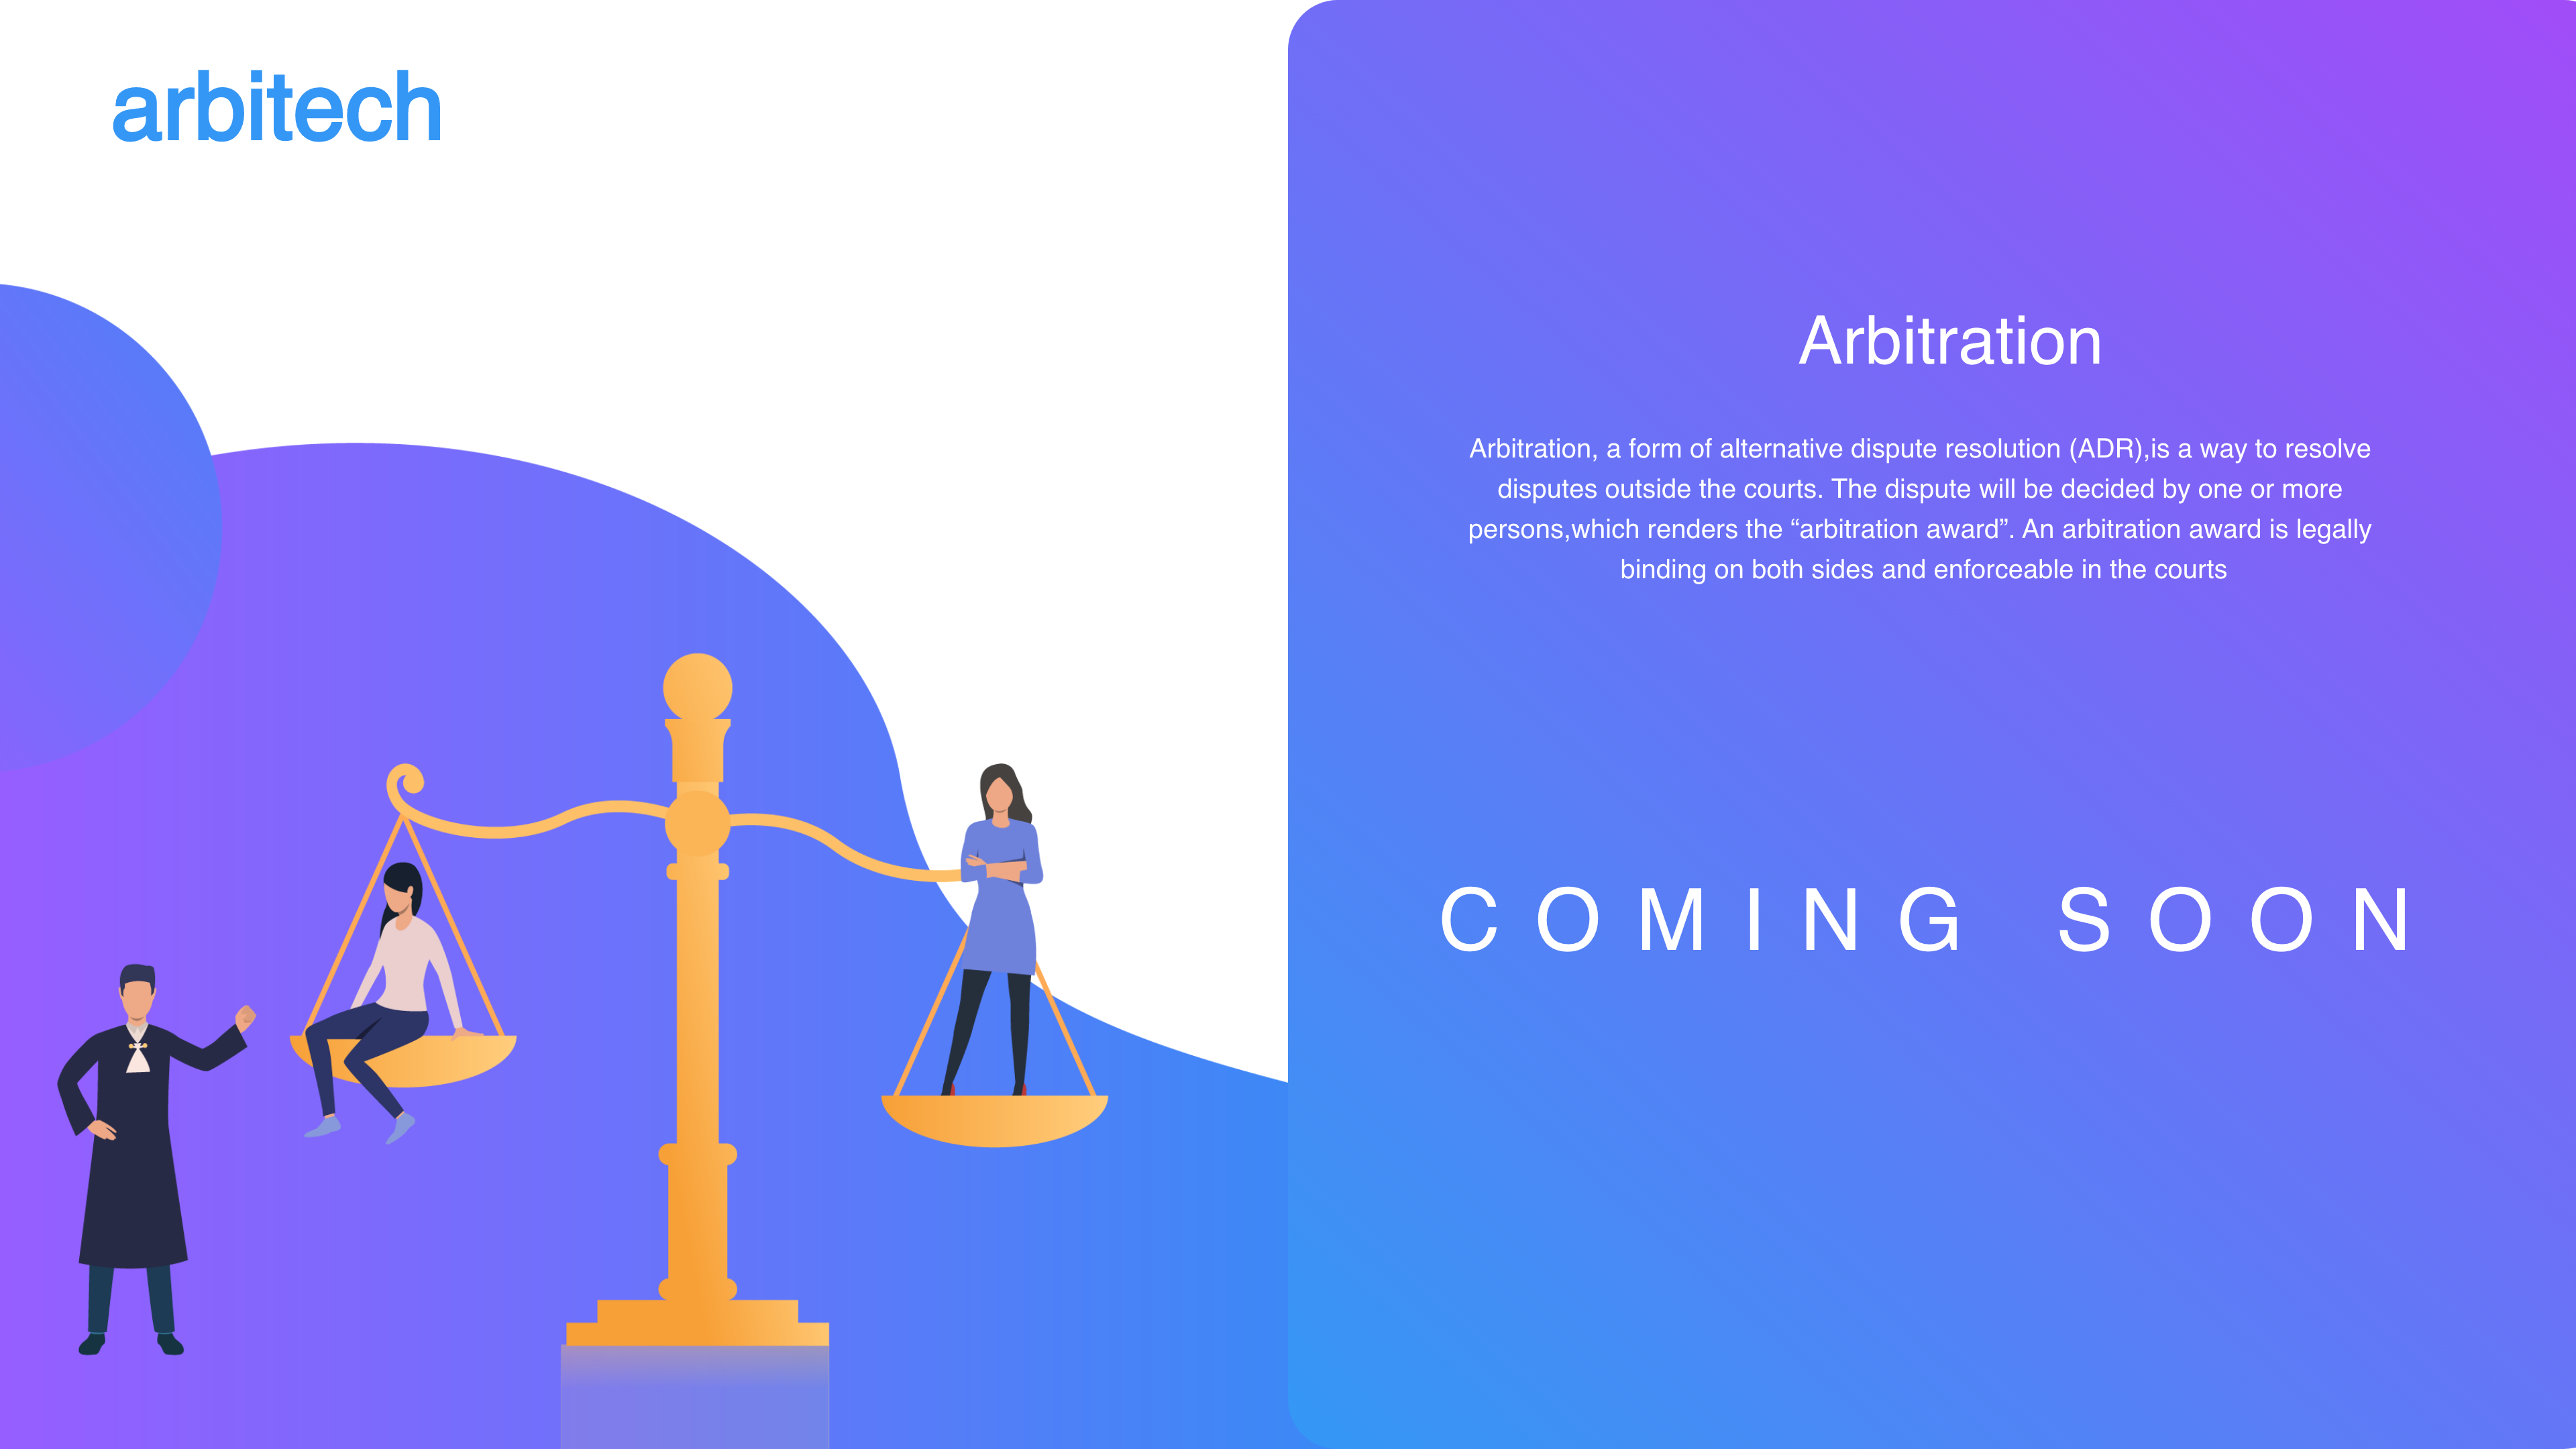 arbitech
Arbitration
Arbitration, a form of alternative dispute resolution (ADR),is a way to resolve
disputes outside the courts. The dispute will be decided by one or more
persons,which renders the “arbitration award”. An arbitration award is legally
binding on both sides and enforceable in the courts
COMING SOON